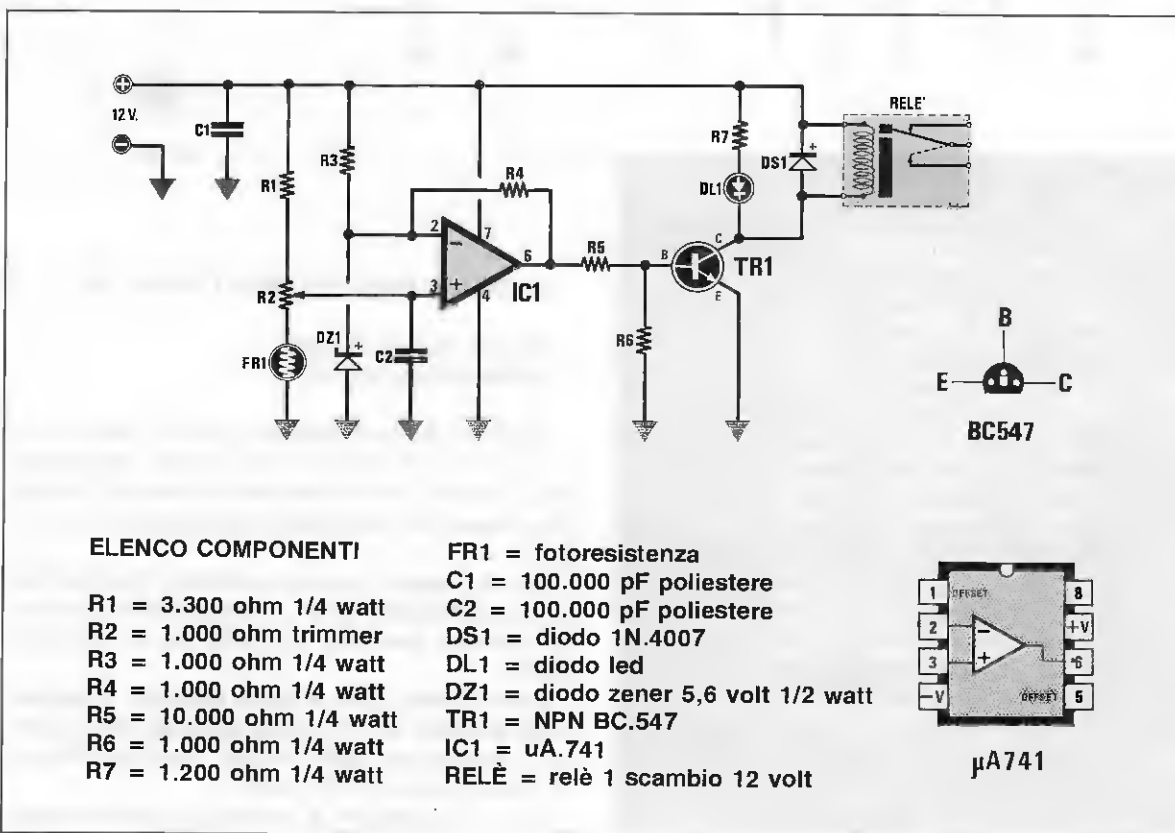 12 V.
C1
R1
R2
FR1
R3
DZ1
C2
R4
2
3
7
4
6
IC1
R5
R6
B
C
E
TR1
R7
DL1
DS1
RELE'
B
E
C
BC547
ELENCO COMPONENTI
R1 = 3.300 ohm 1/4 watt
R2 = 1.000 ohm trimmer
R3 = 1.000 ohm 1/4 watt
R4 = 1.000 ohm 1/4 watt
R5 = 10.000 ohm 1/4 watt
R6 = 1.000 ohm 1/4 watt
R7 = 1.200 ohm 1/4 watt
FR1 = fotoresistenza
C1 = 100.000 pF poliestere
C2 = 100.000 pF poliestere
DS1 = diodo 1N.4007
DL1 = diodo led
DZ1 = diodo zener 5,6 volt 1/2 watt
TR1 = NPN BC.547
IC1 = uA.741
RELÈ = relè 1 scambio 12 volt
1
OFFSET
8
2
+V
3
6
-V
OFFSET
5
µA741